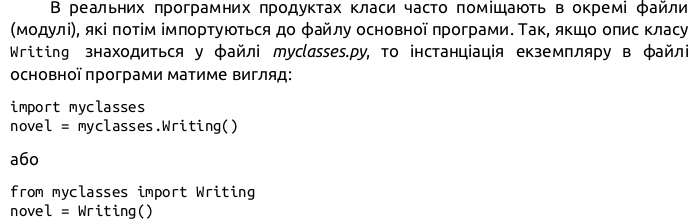 В реальних програмних продуктах класи часто поміщають в окремі файли
(модулі), які потім імпортуються до файлу основної програми. Так, якщо опис класу
Writing знаходиться у файлі myclasses.py, то інстанціація екземпляру в файлі
основної програми матиме вигляд:
import myclasses
novel = myclasses.Writing()
або
from myclasses import Writing
novel = Writing()